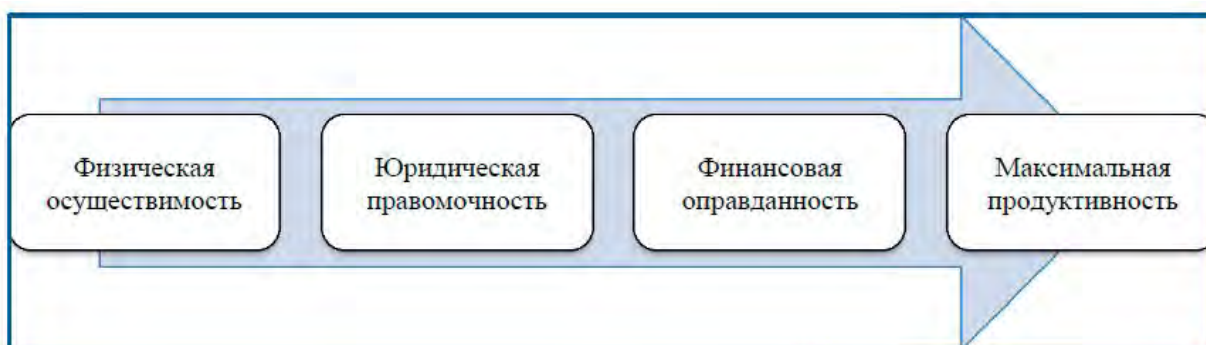 Физическая
осуществимость
Юридическая
правомочность
Финансовая
оправданность
Максимальная
продуктивность